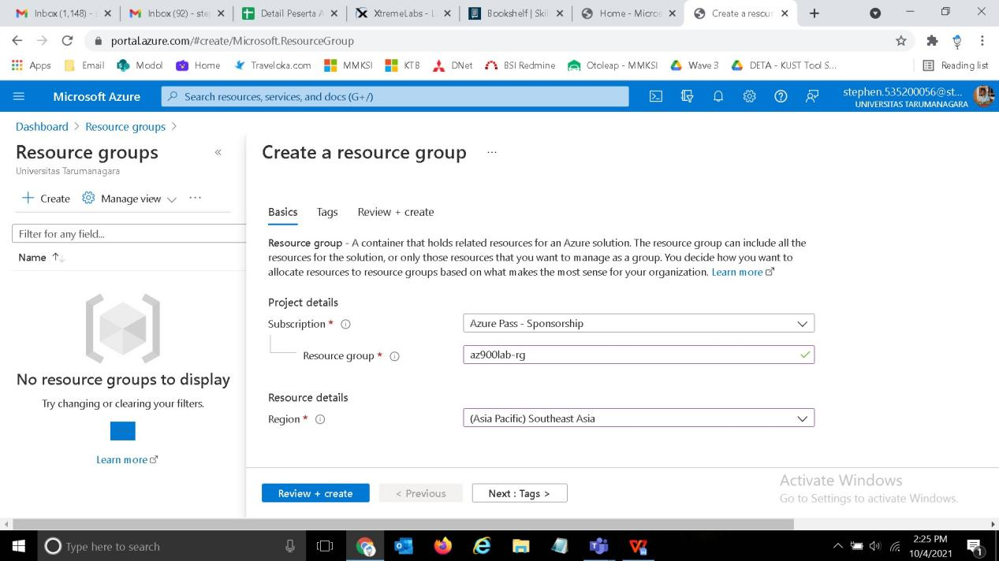 Inbox (1,148) -
Inbox (92) - ste
Detail Peserta A
XtremeLabs - L
Bookshelf | Skil
Home - Micros
Create a resour
portal.azure.com/#create/Microsoft.ResourceGroup
Apps
Email
Modol
Home
Traveloka.com
MMKSI
KTB
DNet
BSI Redmine
Otoleap - MMKSI
Wave 3
DETA - KUST Tool S...
Reading list
Microsoft Azure
Search resources, services, and docs (G+/)
stephen.535200056@st...
UNIVERSITAS TARUMANAGARA
Dashboard > Resource groups >
Resource groups
Universitas Tarumanagara
+ Create
Manage view
...
Filter for any field...
Name
No resource groups to display
Try changing or clearing your filters.
Learn more
Create a resource group ...
Basics
Tags
Review + create
Resource group - A container that holds related resources for an Azure solution. The resource group can include all the
resources for the solution, or only those resources that you want to manage as a group. You decide how you want to
allocate resources to resource groups based on what makes the most sense for your organization. Learn more
Project details
Subscription *
Azure Pass - Sponsorship
Resource group *
az900lab-rg
Resource details
Region *
(Asia Pacific) Southeast Asia
Review + create
< Previous
Next : Tags >
Activate Windows
Go to Settings to activate Windows.
Type here to search
2:25 PM
10/4/2021
1